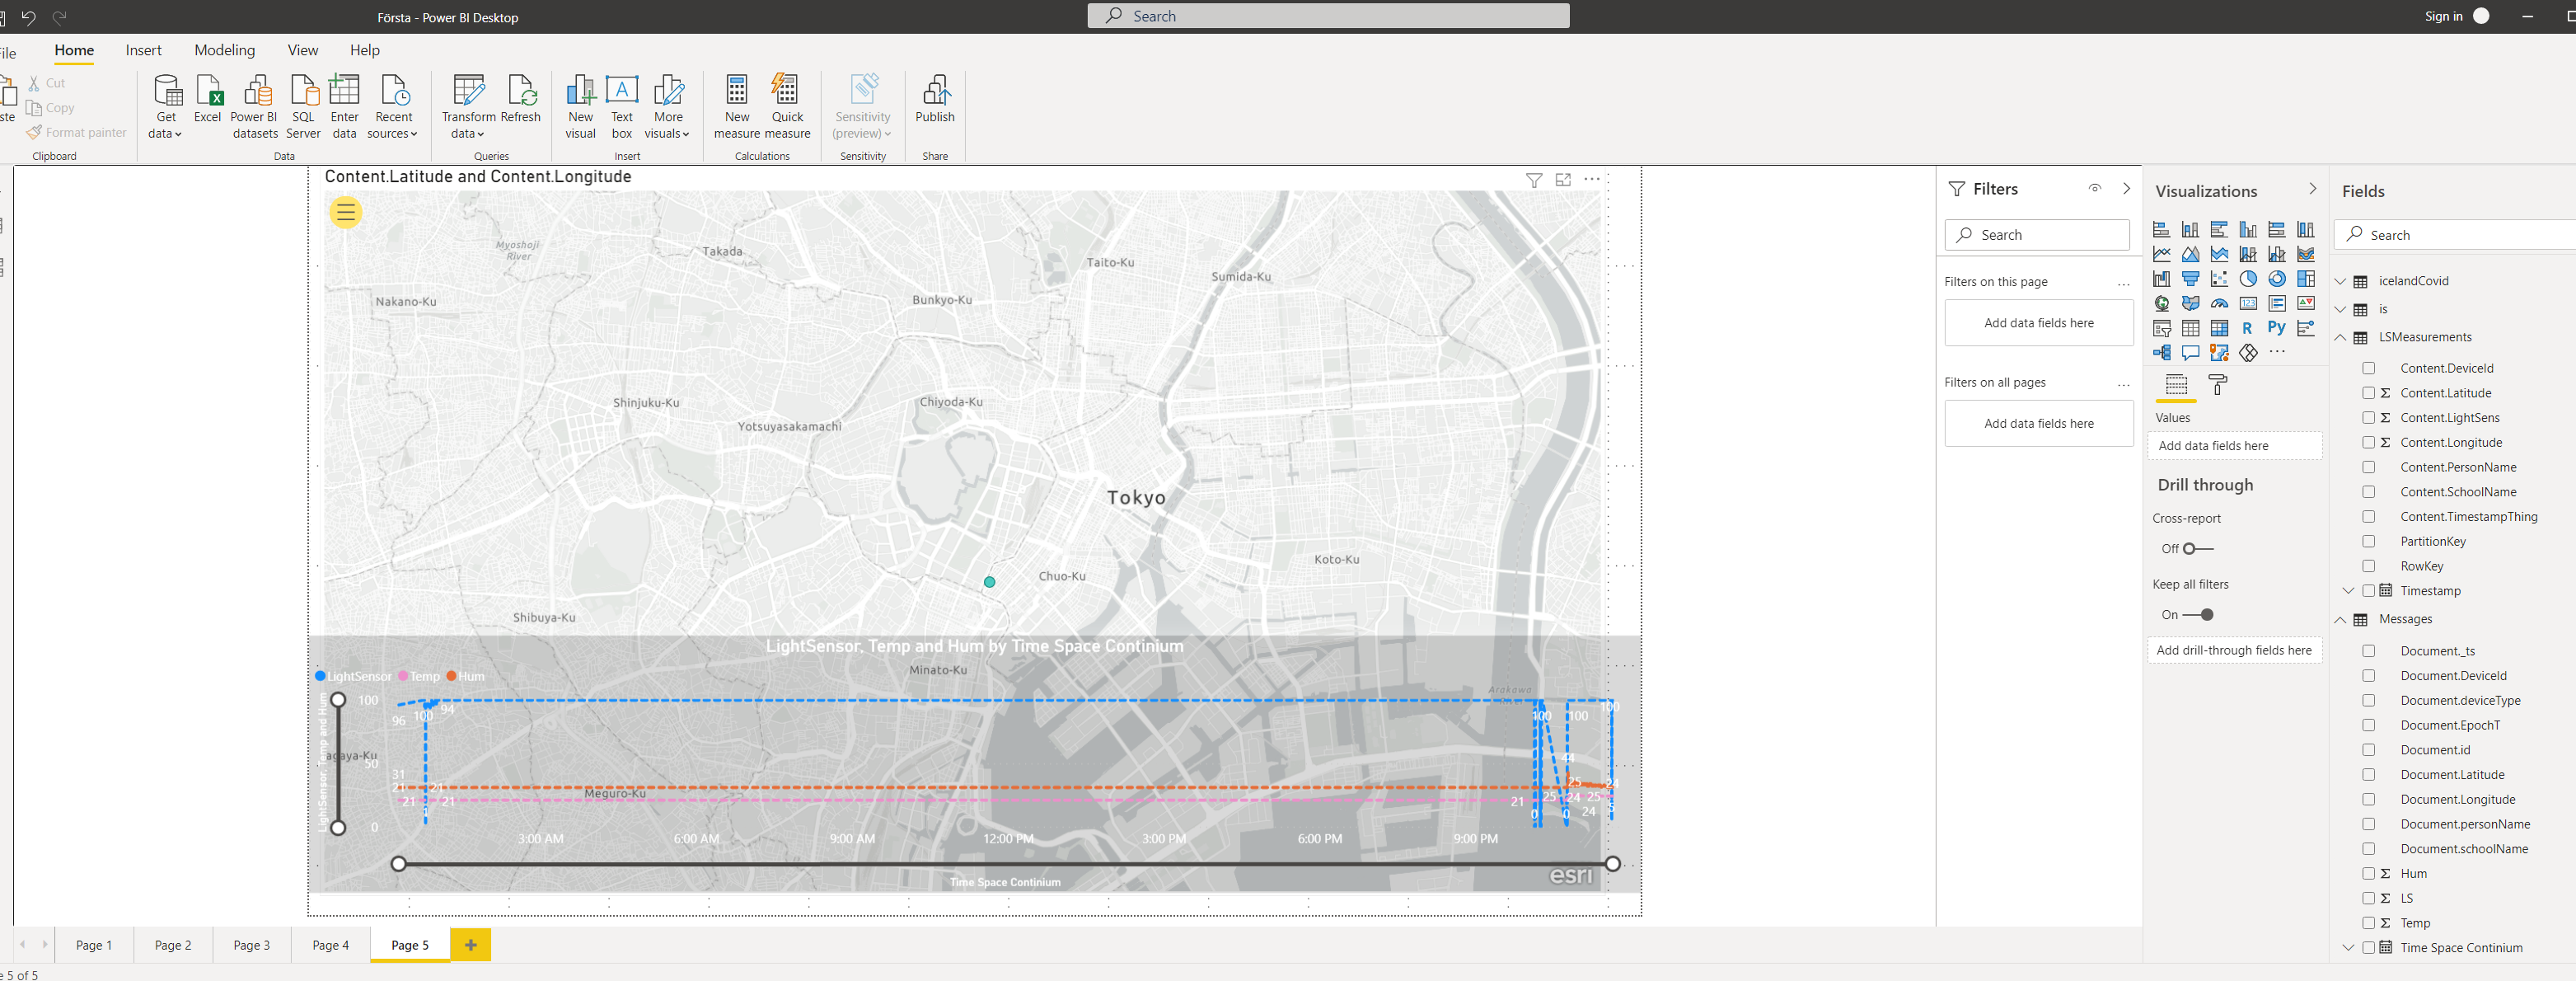 Första - Power BI Desktop
Search
Sign in
Home
Insert
Modeling
View
Help
Cut
Copy
Format painter
Clipboard
Get data
Excel
Power BI datasets
SQL Server
Enter data
Recent sources
Data
Transform data
Refresh
Queries
New visual
Text box
More visuals
Insert
New measure
Quick measure
Calculations
Sensitivity (preview)
Sensitivity
Publish
Share
Content.Latitude and Content.Longitude
Myoshoji River
Takada
Taito-Ku
Sumida-Ku
Nakano-Ku
Bunkyo-Ku
Shinjuku-Ku
Chiyoda-Ku
Yotsuyasakamachi
Tokyo
Koto-Ku
Chuo-Ku
Shibuya-Ku
LightSensor, Temp and Hum by Time Space Continium
Minato-Ku
LightSensor Temp Hum
Arakawa
LightSensor, Temp and Hum
100
50
0
96
100
94
100
100
100
agaya-Ku
44
31
21
21
25
24
21
21
Meguro-Ku
21
25
24
25
24
0
0
5
3:00 AM
6:00 AM
9:00 AM
12:00 PM
3:00 PM
6:00 PM
9:00 PM
esri
Time Space Continium
Page 1
Page 2
Page 3
Page 4
Page 5
5 of 5
Filters
Search
Filters on this page
...
Add data fields here
Filters on all pages
...
Add data fields here
Visualizations
123
R
Py
Values
Add data fields here
Drill through
Cross-report
Off
Keep all filters
On
Add drill-through fields here
Fields
Search
icelandCovid
is
LSMeasurements
Content.DeviceId
Content.Latitude
Content.LightSens
Content.Longitude
Content.PersonName
Content.SchoolName
Content.TimestampThing
PartitionKey
RowKey
Timestamp
Messages
Document._ts
Document.DeviceId
Document.deviceType
Document.EpochT
Document.id
Document.Latitude
Document.Longitude
Document.personName
Document.schoolName
Hum
LS
Temp
Time Space Continium